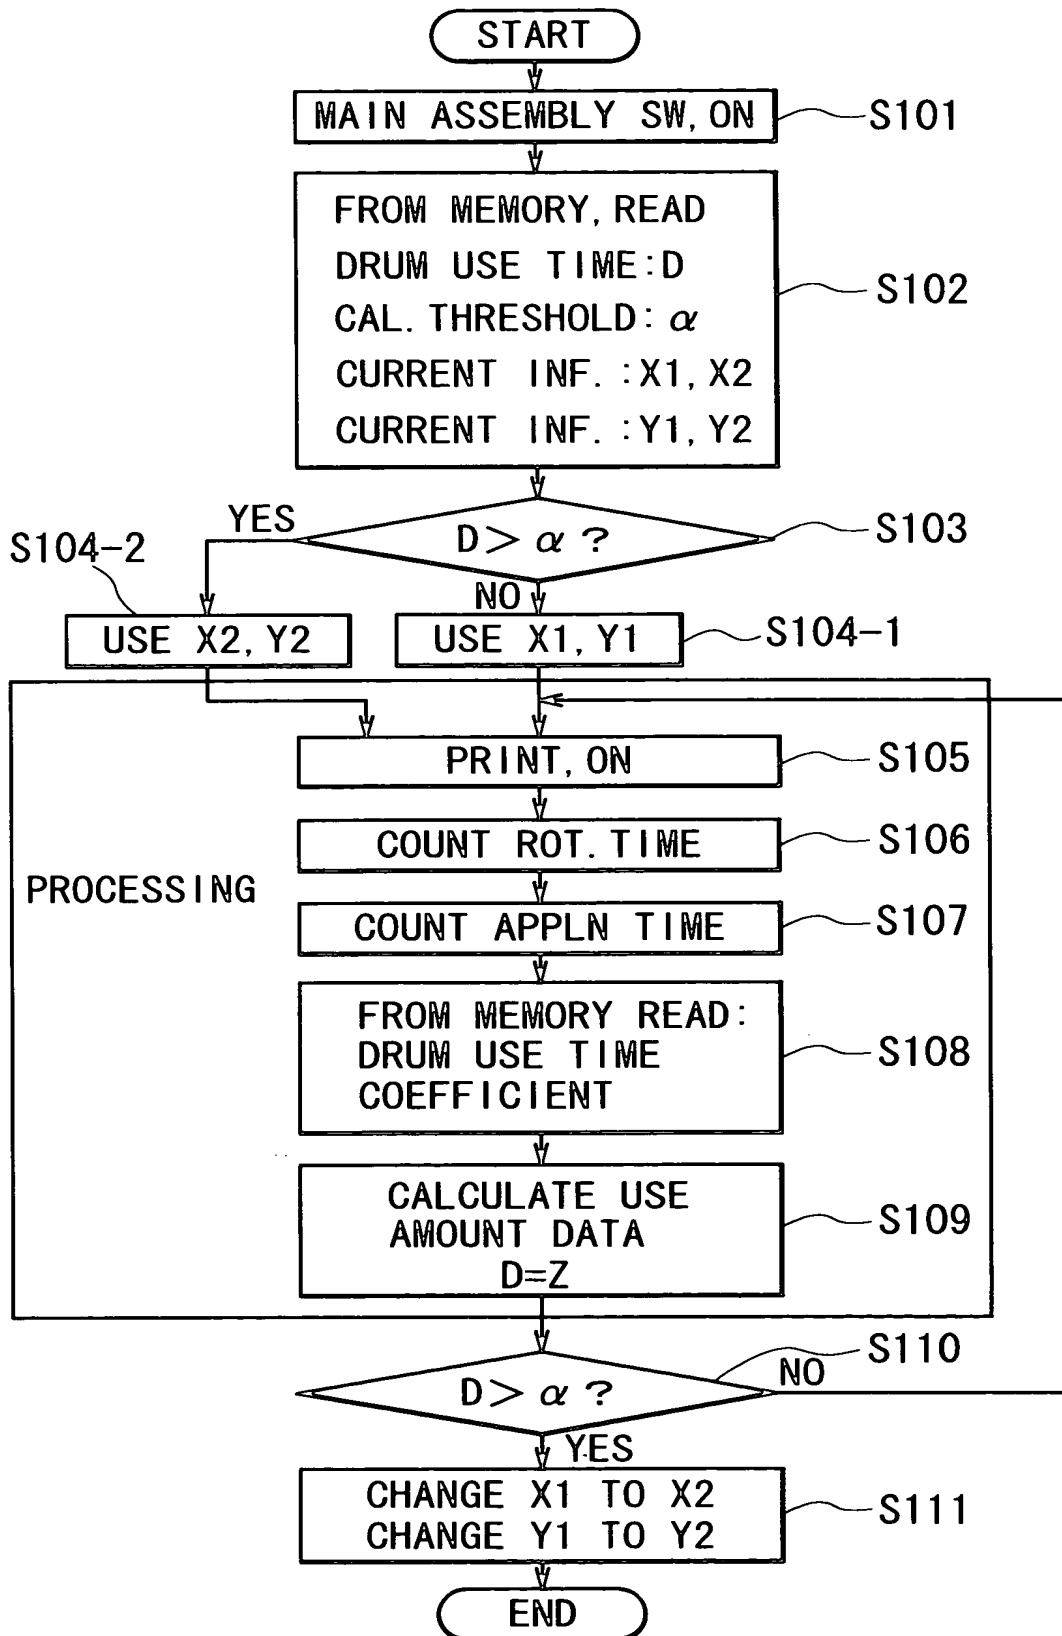 START
MAIN ASSEMBLY SW, ON
S101
FROM MEMORY, READ
DRUM USE TIME:D
CAL. THRESHOLD: α
CURRENT INF. :X1, X2
CURRENT INF. :Y1, Y2
S102
D> α ?
S103
YES
NO
S104-2
USE X2, Y2
USE X1, Y1
S104-1
PROCESSING
PRINT, ON
S105
COUNT ROT. TIME
S106
COUNT APPLN TIME
S107
FROM MEMORY READ:
DRUM USE TIME
COEFFICIENT
S108
CALCULATE USE
AMOUNT DATA
D=Z
S109
D> α ?
S110
NO
YES
CHANGE X1 TO X2
CHANGE Y1 TO Y2
S111
END